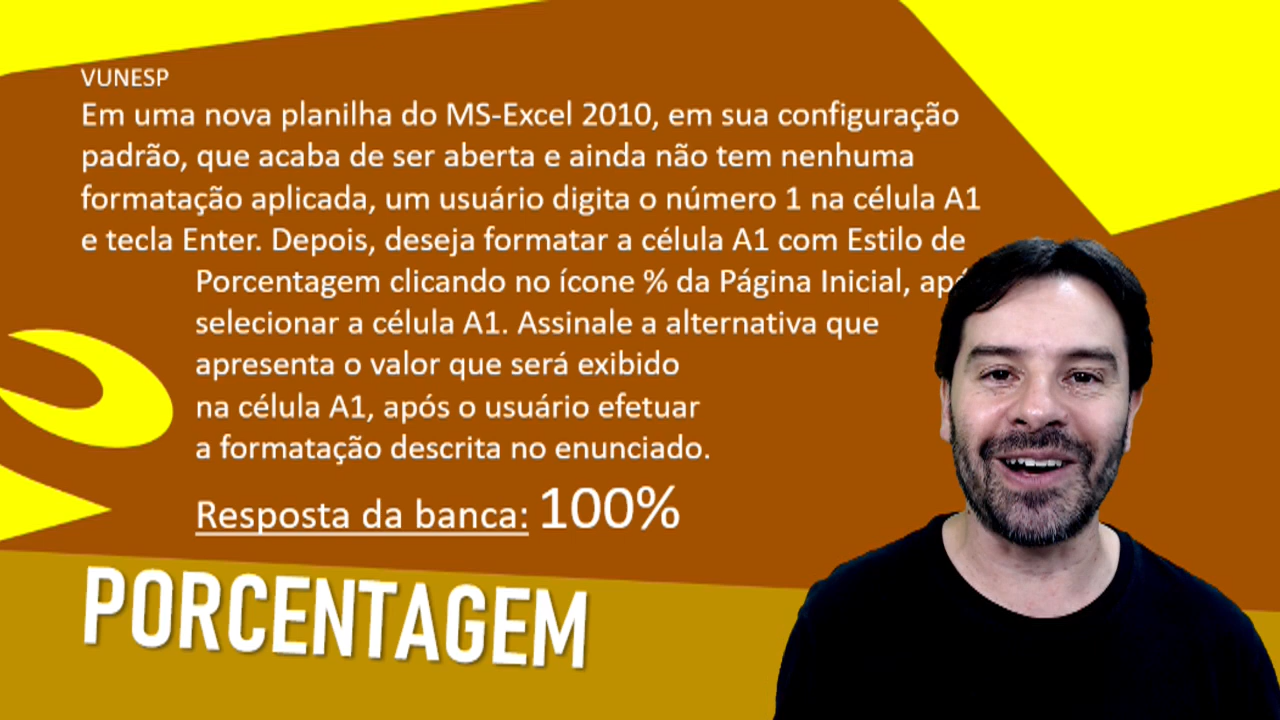 VUNESP
Em uma nova planilha do MS-Excel 2010, em sua configuração
padrão, que acaba de ser aberta e ainda não tem nenhuma
formatação aplicada, um usuário digita o número 1 na célula A1
e tecla Enter. Depois, deseja formatar a célula A1 com Estilo de
Porcentagem clicando no ícone % da Página Inicial,
selecionar a célula A1. Assinale a alternativa que
apresenta o valor que será exibido
na célula A1, após o usuário efetuar
a formatação descrita no enunciado.
Resposta da banca: 100%
PORCENTAGEM